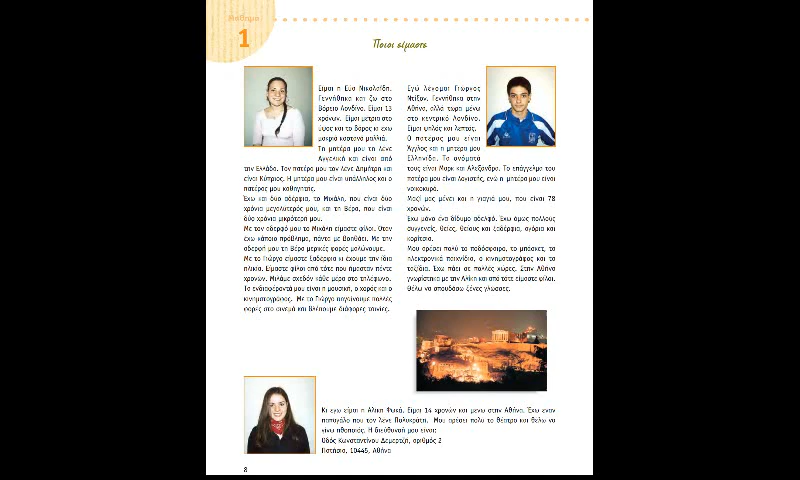 Μάθημα
1
Ποιοι είμαστε
Είμαι η Εύα Νικολαΐδη.
Γεννήθηκα και ζω στο
Βόρειο Λονδίνο. Είμαι 13
χρόνων. Είμαι μέτρια στο
ύψος και το βάρος κι έχω
μακριά καστανά μαλλιά.
Τη μητέρα μου τη λένε
Αγγελική και είναι από
την Ελλάδα. Τον πατέρα μου τον λένε Δημήτρη και
είναι Κύπριος. Η μητέρα μου είναι υπάλληλος και ο
πατέρας μου καθηγητής.
Έχω και δυο αδέρφια, το Μιχάλη, που είναι δυο
χρόνια μεγαλύτερός μου, και τη Βέρα, που είναι
δύο χρόνια μικρότερή μου.
Με τον αδερφό μου το Μιχάλη είμαστε φίλοι. Όταν
έχω κάποιο πρόβλημα, πάντα με βοηθάει. Με την
αδερφή μου τη Βέρα μερικές φορές μαλώνουμε.
Με το Γιώργο είμαστε ξαδέρφια κι έχουμε την ίδια
ηλικία. Είμαστε φίλοι από τότε που ήμασταν πέντε
χρονών. Μιλάμε σχεδόν κάθε μέρα στο τηλέφωνο.
Τα ενδιαφέροντά μου είναι η μουσική, ο χορός και ο
κινηματογράφος. Με το Γιώργο πηγαίνουμε πολλές
φορές στο σινεμά και βλέπουμε διάφορες ταινίες.
Εγώ λέγομαι Γιώργος
Ντίξον. Γεννήθηκα στην
Αθήνα, αλλά τώρα μένω
στο κεντρικό Λονδίνο.
Είμαι ψηλός και λεπτός.
Ο πατέρας μου είναι
Άγγλος και η μητέρα μου
Ελληνίδα. Τα ονόματά
τους είναι Μαρκ και Αλεξάνδρα. Το επάγγελμα του
πατέρα μου είναι λογιστής, ενώ η μητέρα μου είναι
νοικοκυρά.
Μαζί μας μένει και η γιαγιά μου, που είναι 78
χρονών.
Έχω μόνο ένα δίδυμο αδελφό. Έχω όμως πολλούς
συγγενείς, θείες, θείους και ξαδέρφια, αγόρια και
κορίτσια.
Μου αρέσει πολύ το ποδόσφαιρο, το μπάσκετ, τα
ηλεκτρονικά παιχνίδια, ο κινηματογράφος και τα
ταξίδια. Έχω πάει σε πολλές χώρες. Στην Αθήνα
γνωρίστηκα με την Αλίκη και από τότε είμαστε φίλοι.
Θέλω να σπουδάσω ξένες γλώσσες.
Κι εγώ είμαι η Αλίκη Φωκά. Είμαι 14 χρονών και μένω στην Αθήνα. Έχω έναν
παπαγάλο που τον λένε Πολυκράτη. Μου αρέσει πολύ το θέατρο και θέλω να
γίνω ηθοποιός. Η διεύθυνσή μου είναι:
Οδός Κωνσταντίνου Δεμερτζή, αριθμός 2
Πατήσια, 10445, Αθήνα
8